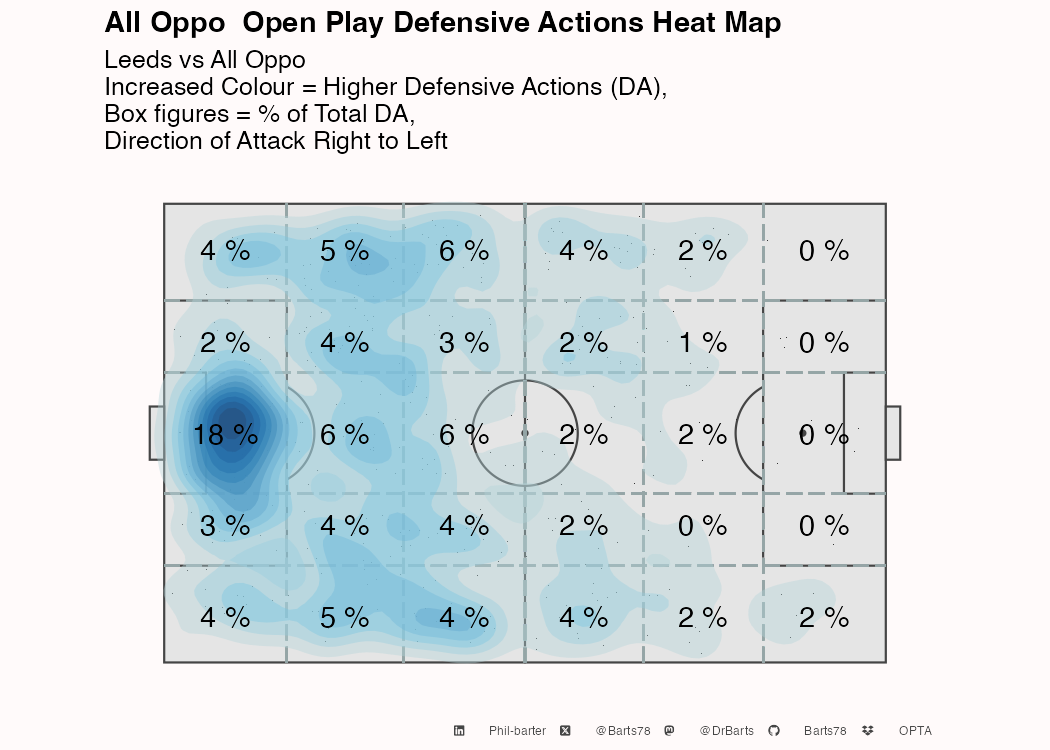 All Oppo  Open Play Defensive Actions Heat Map
Leeds vs All Oppo
Increased Colour = Higher Defensive Actions (DA),
Box figures = % of Total DA,
Direction of Attack Right to Left
4 % 5 % 6 % 4 % 2 % 0 %
2 % 4 % 3 % 2 % 1 % 0 %
18 % 6 % 6 % 2 % 2 % 0 %
3 % 4 % 4 % 2 % 0 % 0 %
4 % 5 % 4 % 4 % 2 % 2 %
Phil-barter @Barts78 @DrBarts Barts78 OPTA